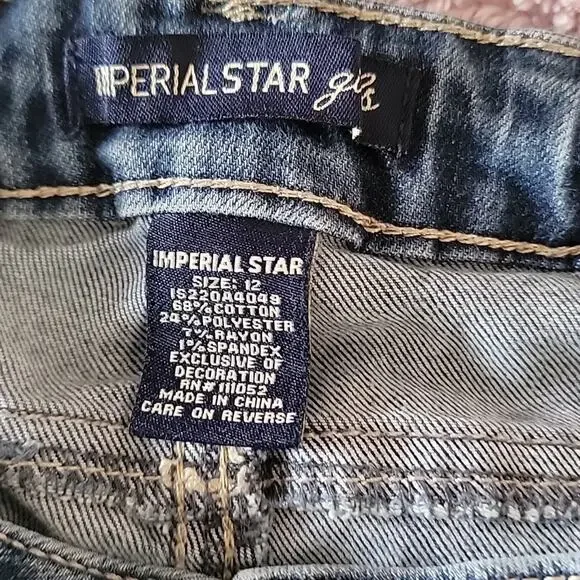 IMPERIAL STAR
IMPERIAL STAR
SIZE: 12
IS220A4049
68% COTTON
24% POLYESTER
7% RAYON
1% SPANDEX
EXCLUSIVE OF
DECORATION
RN# 111052
MADE IN CHINA
CARE ON REVERSE